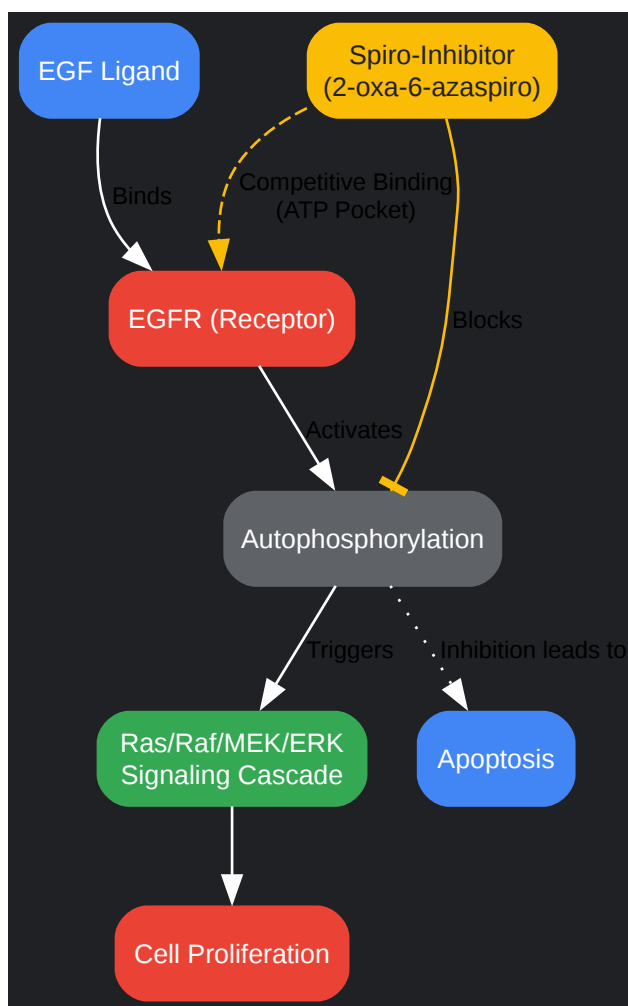 EGF Ligand
Spiro-Inhibitor
(2-oxa-6-azaspiro)
Binds
Competitive Binding
(ATP Pocket)
EGFR (Receptor)
Blocks
Activates
Autophosphorylation
Triggers
Inhibition leads to
Ras/Raf/MEK/ERK
Signaling Cascade
Apoptosis
Cell Proliferation